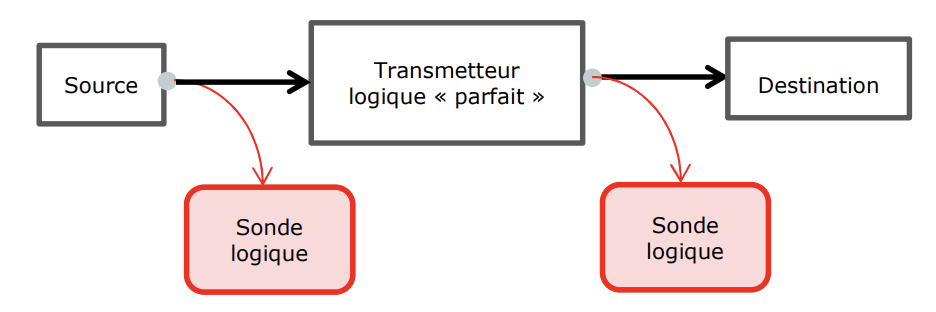 Source
Transmetteur
logique « parfait »
Destination
Sonde
logique
Sonde
logique